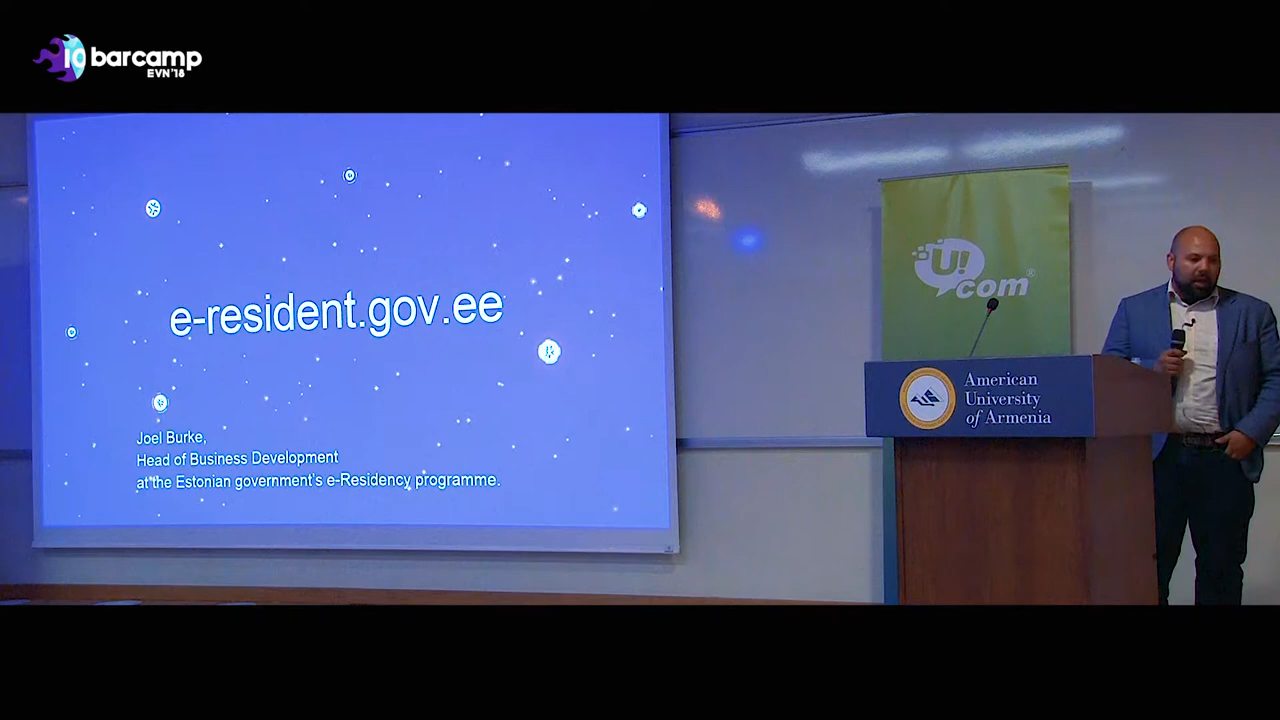 10 barcamp
EVN'18
e-resident.gov.ee
Joel Burke,
Head of Business Development
at the Estonian government's e-Residency programme.
U!
com®
American
University
of Armenia